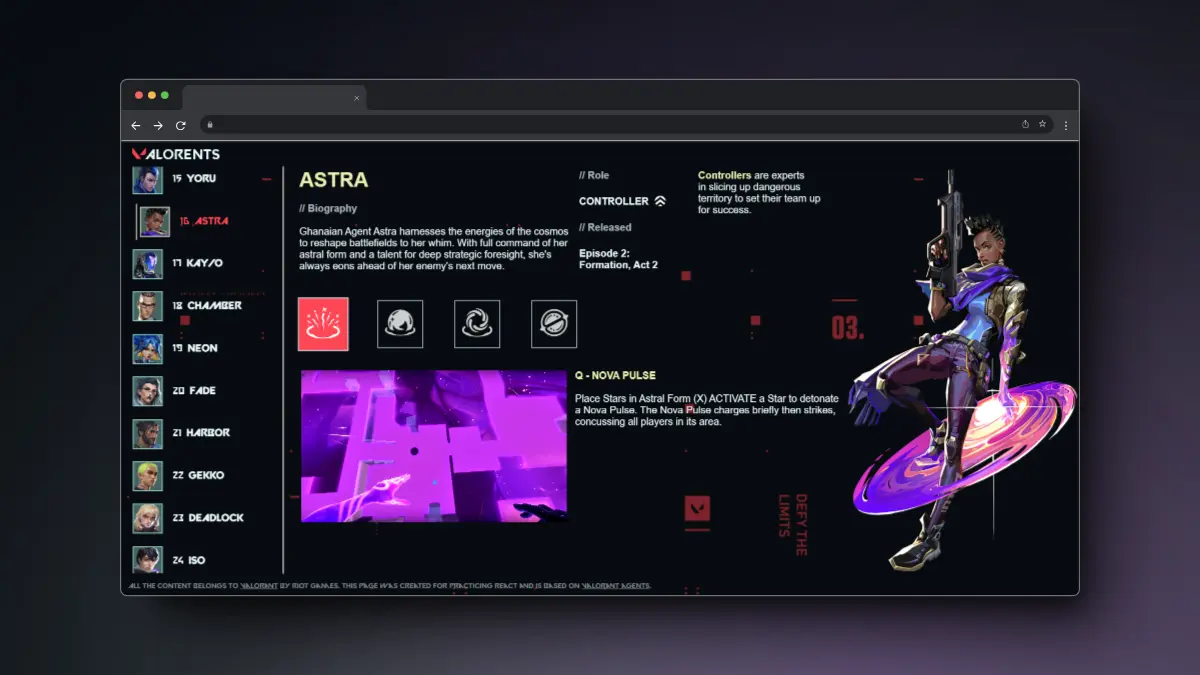 VALORENTS
15 YORU
16 ASTRA
17 KAY/O
18 CHAMBER
19 NEON
20 FADE
21 HARBOR
22 GEKKO
23 DEADLOCK
24 ISO
ASTRA
// Biography
Ghanaian Agent Astra harnesses the energies of the cosmos
to reshape battlefields to her whim. With full command of her
astral form and a talent for deep strategic foresight, she's
always eons ahead of her enemy's next move.
// Role
CONTROLLER
// Released
Episode 2:
Formation, Act 2
Controllers are experts
in slicing up dangerous
territory to set their team up
for success.
03.
Q - NOVA PULSE
Place Stars in Astral Form (X) ACTIVATE a Star to detonate
a Nova Pulse. The Nova Pulse charges briefly then strikes,
concussing all players in its area.
DEFY THE
LIMITS
ALL THE CONTENT BELONGS TO VALORANT BY RIOT GAMES. THIS PAGE WAS CREATED FOR PRACTICING REACT AND IS BASED ON VALORANT AGENTS.